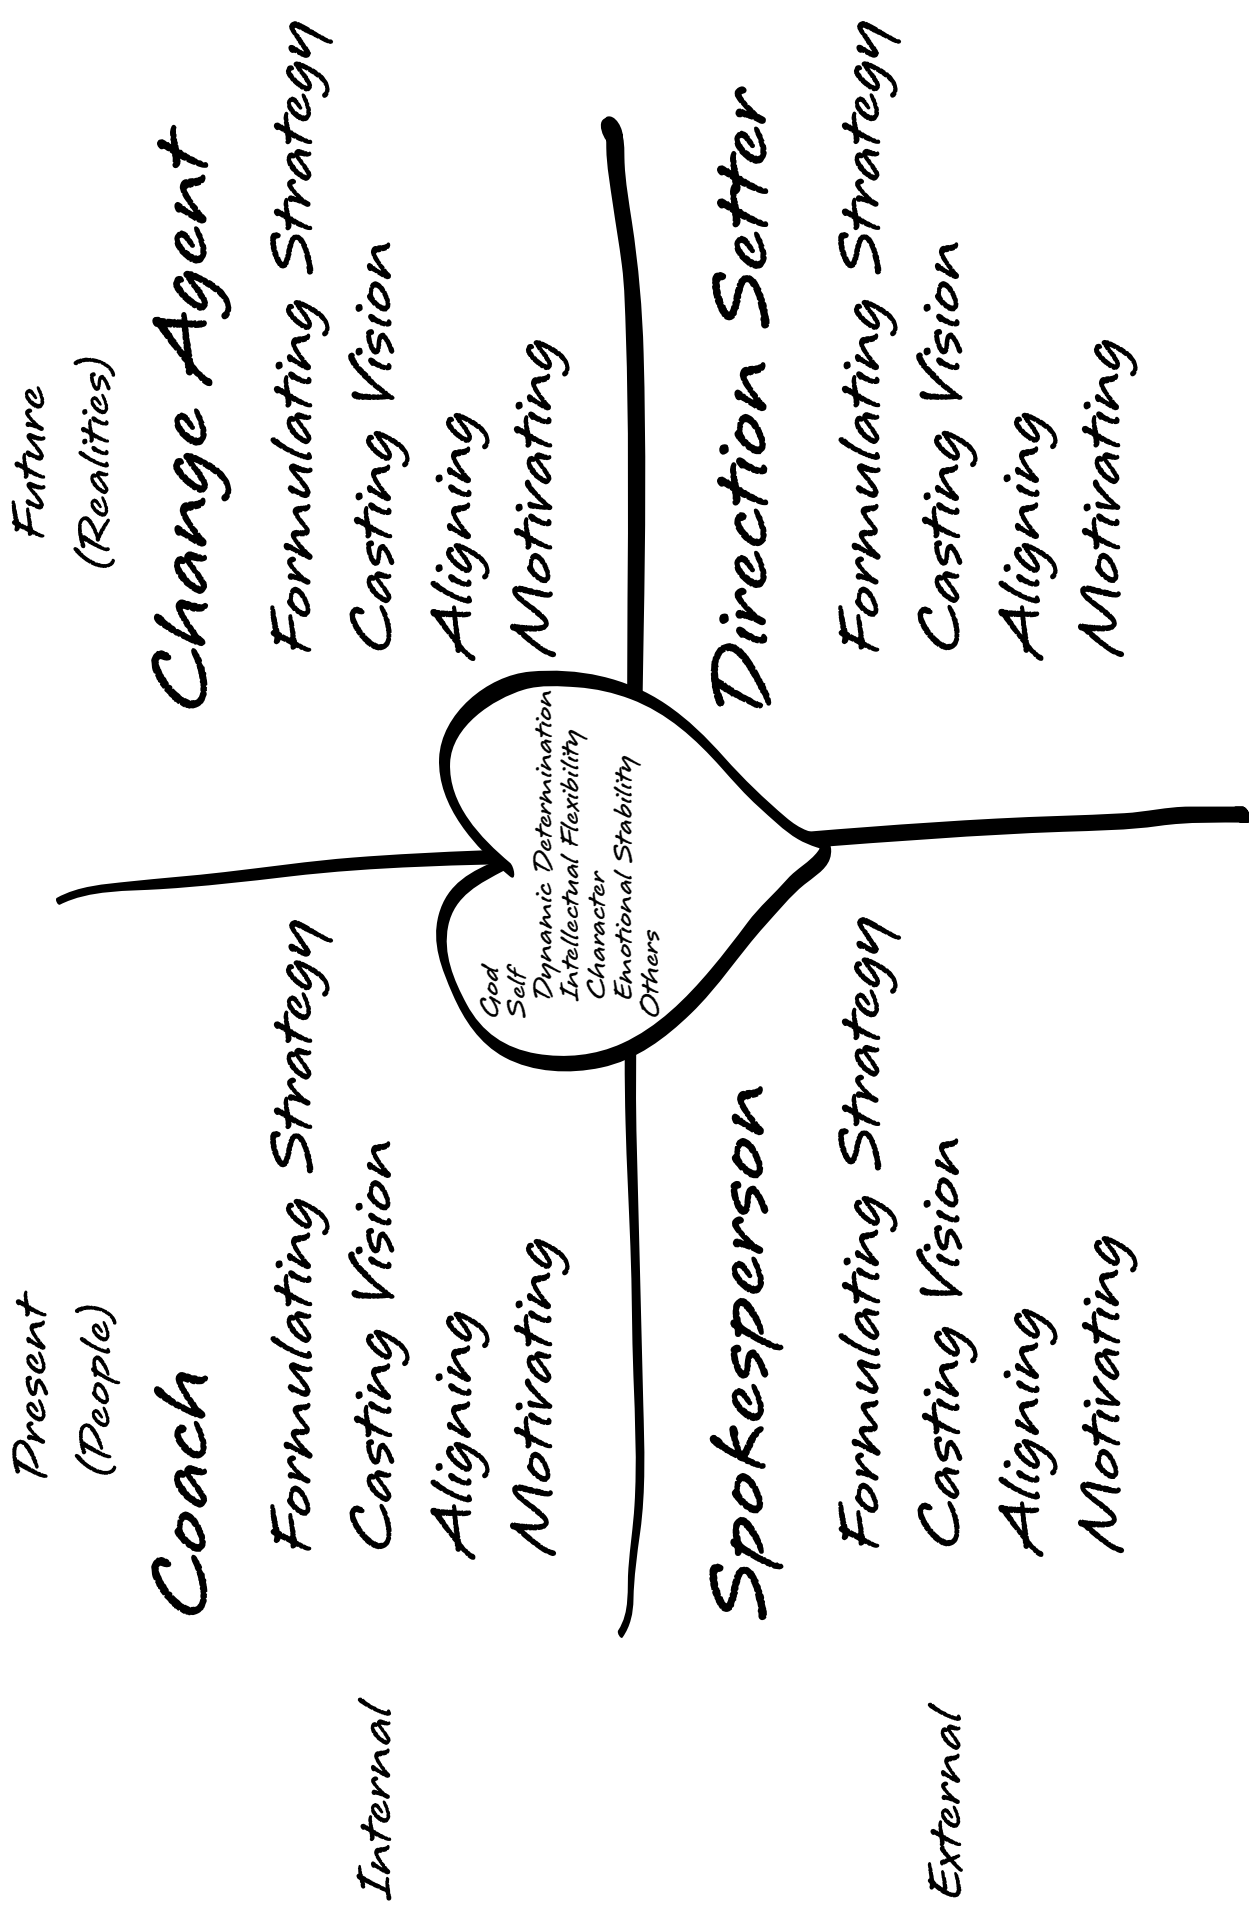 Present
(People)
Future
(Realities)
Internal
Coach
Formulating Strategy
Casting Vision
Aligning
Motivating
Change Agent
Formulating Strategy
Casting Vision
Aligning
Motivating
God
Self
Dynamic Determination
Intellectual Flexibility
Character
Emotional Stability
Others
External
Spokesperson
Formulating Strategy
Casting Vision
Aligning
Motivating
Direction Setter
Formulating Strategy
Casting Vision
Aligning
Motivating